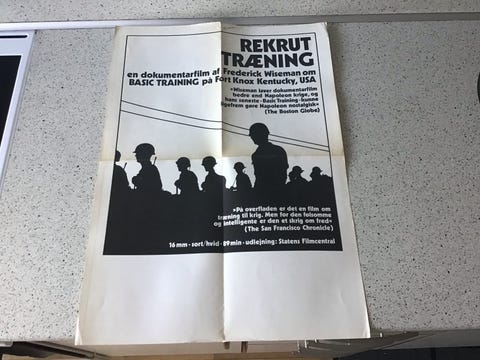 REKRUT
TRÆNING
en dokumentarfilm af Frederick Wiseman om
BASIC TRAINING på Fort Knox Kentucky, USA
»Wiseman laver dokumentarfilm
bedre end Napoleon krige, og
hans seneste ·Basic Training· kunne
ligefrem gøre Napoleon nostalgisk«
(The Boston Globe)
»På overfladen er det en film om
træning til krig. Men for den følsomme
og intelligente er den et skrig om fred«
(The San Francisco Chronicle)
16 mm · sort/hvid · 89 min · udlejning: Statens Filmcentral